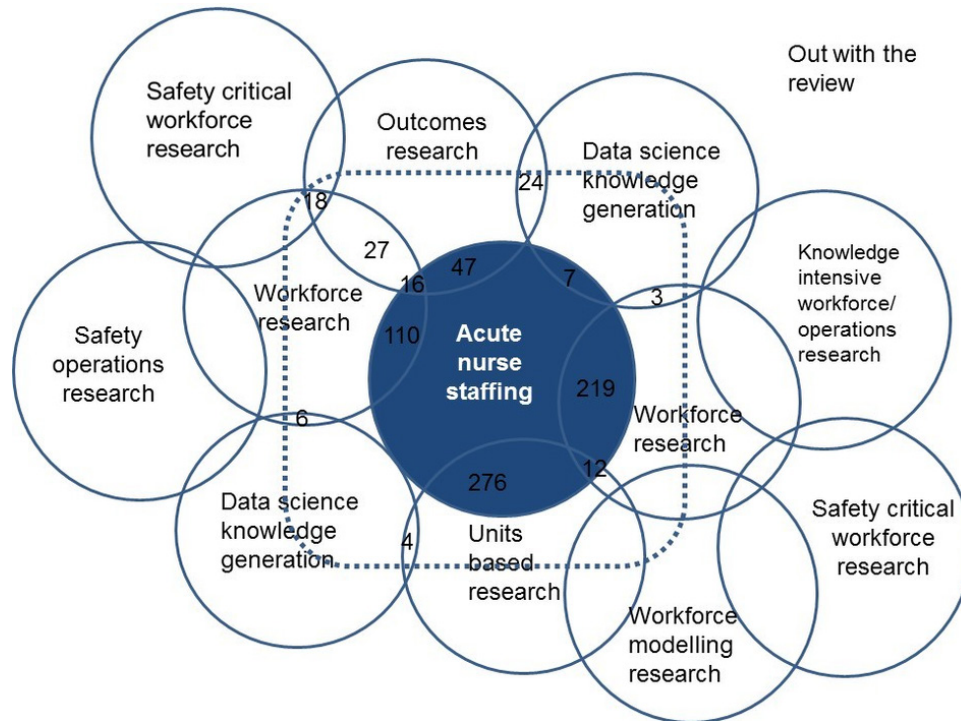 Out with the
review
Safety critical
workforce
research
Outcomes
research
24
Data science
knowledge
generation
18
27
16
47
7
3
Knowledge
intensive
workforce/
operations
research
Workforce
research
110
Acute
nurse
staffing
219
Safety
operations
research
Workforce
research
6
12
276
Data science
knowledge
generation
4
Units
based
research
Safety critical
workforce
research
Workforce
modelling
research